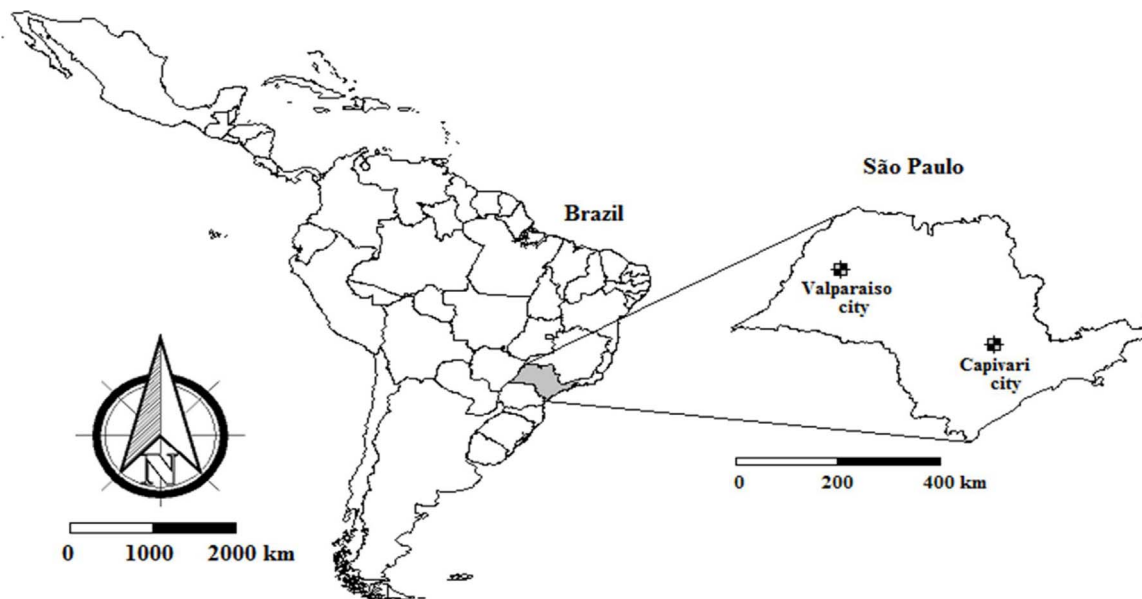 São Paulo
Brazil
Valparaiso
city
Capivari
city
N
0 200 400 km
0 1000 2000 km